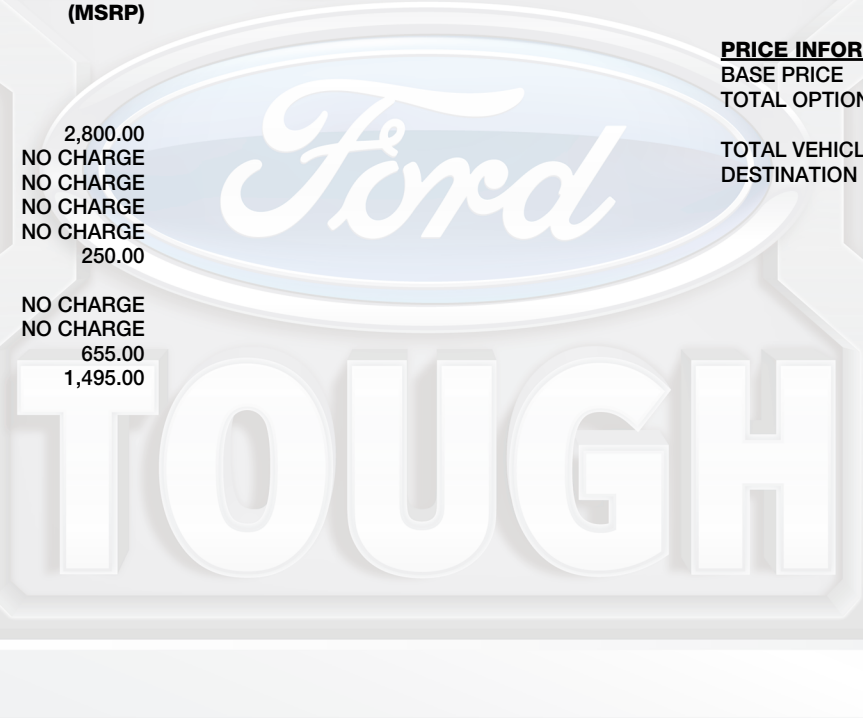 (MSRP)
2,800.00
NO CHARGE
NO CHARGE
NO CHARGE
NO CHARGE
250.00
NO CHARGE
NO CHARGE
655.00
1,495.00
PRICE INFOR
BASE PRICE
TOTAL OPTION
TOTAL VEHICL
DESTINATION
Ford
TOUGH